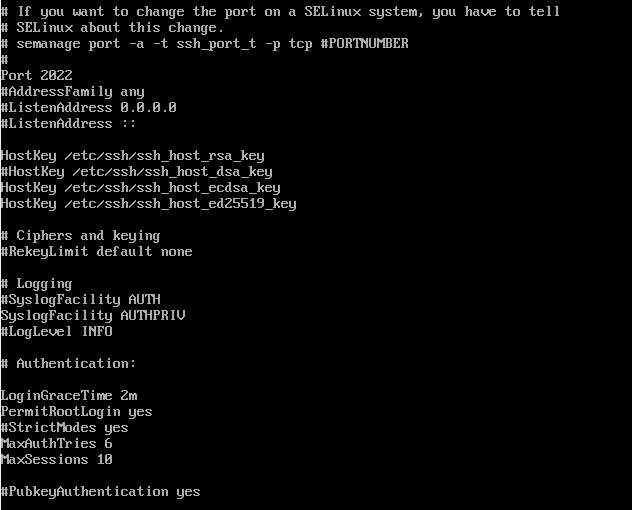 # If you want to change the port on a SELinux system, you have to tell
# SELinux about this change.
# semanage port -a -t ssh_port_t -p tcp #PORTNUMBER
#
Port 2022
#AddressFamily any
#ListenAddress 0.0.0.0
#ListenAddress ::
HostKey /etc/ssh/ssh_host_rsa_key
#HostKey /etc/ssh/ssh_host_dsa_key
HostKey /etc/ssh/ssh_host_ecdsa_key
HostKey /etc/ssh/ssh_host_ed25519_key
# Ciphers and keying
#RekeyLimit default none
# Logging
#SyslogFacility AUTH
SyslogFacility AUTHPRIV
#LogLevel INFO
# Authentication:
LoginGraceTime 2m
PermitRootLogin yes
#StrictModes yes
MaxAuthTries 6
MaxSessions 10
#PubkeyAuthentication yes